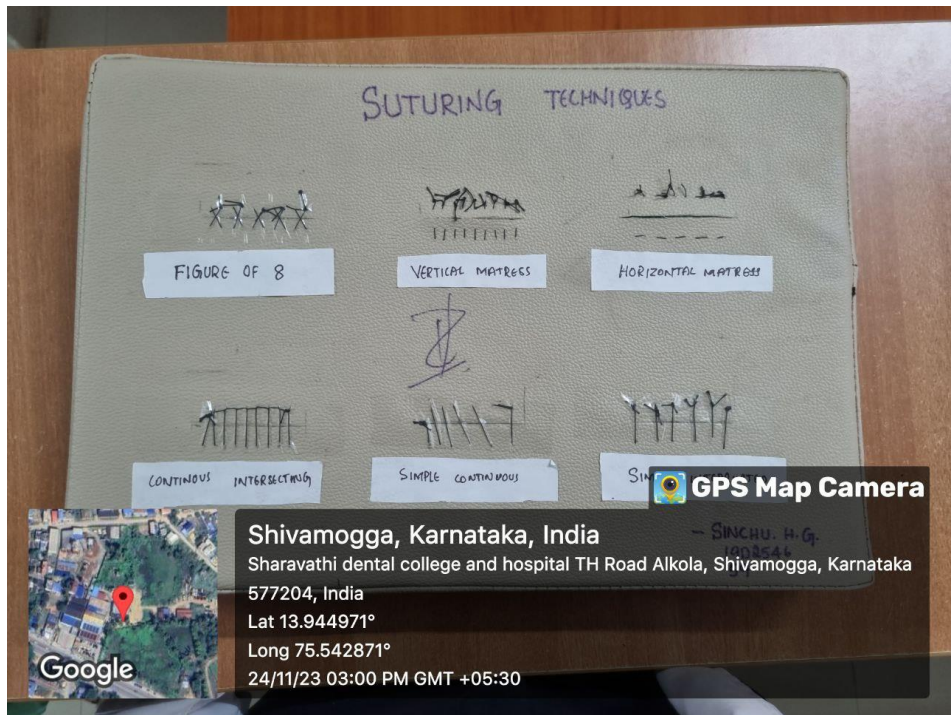 SUTURING TECHNIQUES
FIGURE OF 8
VERTICAL MATRESS
HORIZONTAL MATRESS
CONTINOUS INTERSECTING
SIMPLE CONTINOUS
GPS Map Camera
- SINCHU. H.G.
Shivamogga, Karnataka, India
Sharavathi dental college and hospital TH Road Alkola, Shivamogga, Karnataka
577204, India
Lat 13.944971°
Long 75.542871°
24/11/23 03:00 PM GMT +05:30
Google